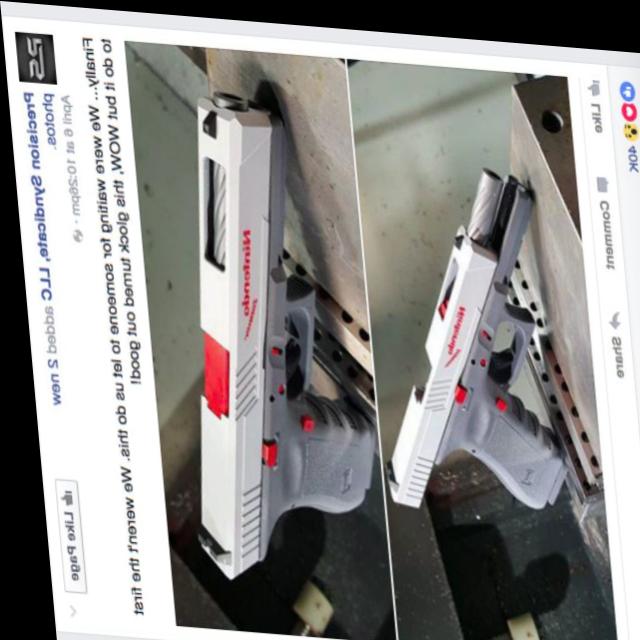 Precision Syndicate, LLC added 2 new
photos.
April 6 at 10:26pm
Like Page
Finally... We were waiting for someone to let us do this. We weren't the first
to do it but WOW, this glock turned out good!
Nintendo
Nintendo
40K
Like
Comment
Share